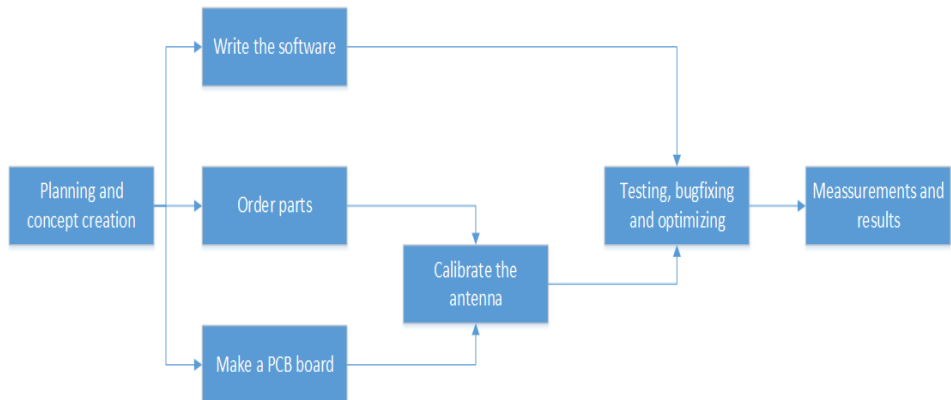 Write the software
Planning and
concept creation
Order parts
Testing, bugfixing
and optimizing
Meassurements and
results
Calibrate the
antenna
Make a PCB board